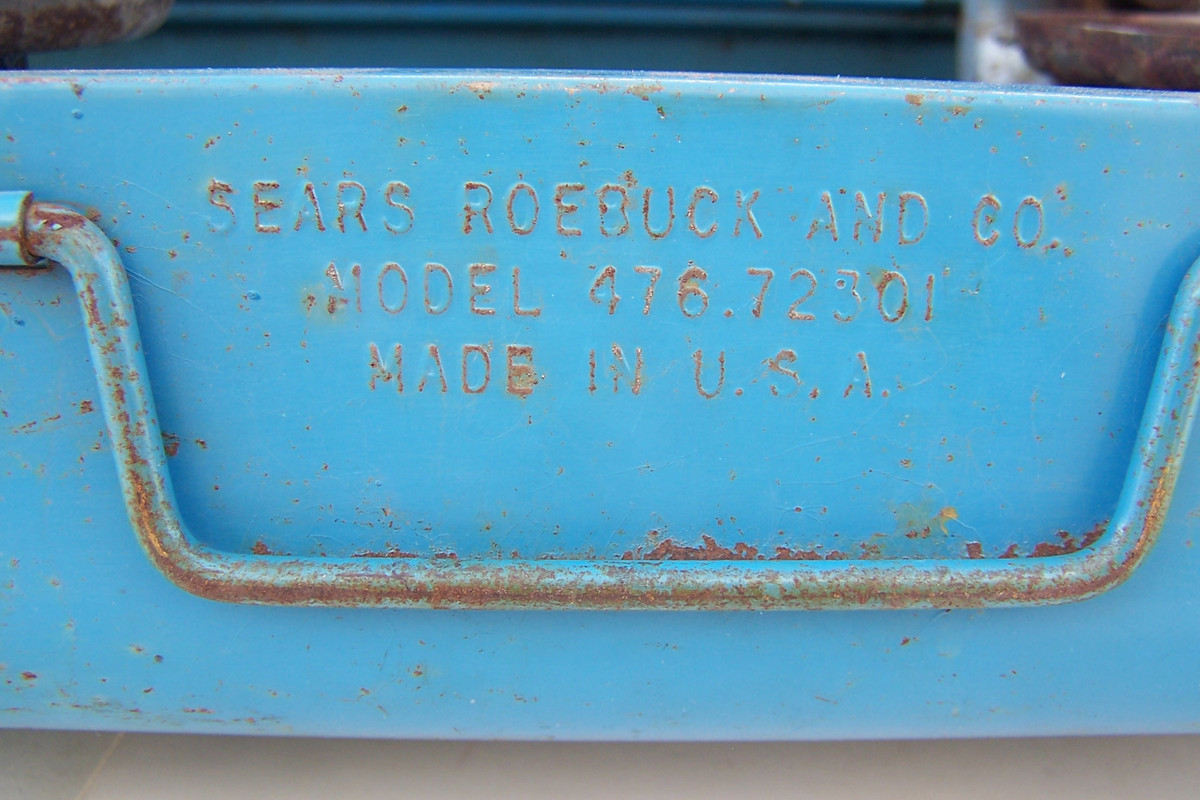 SEARS ROEBUCK AND CO.
MODEL 476.72301
MADE IN U.S.A.